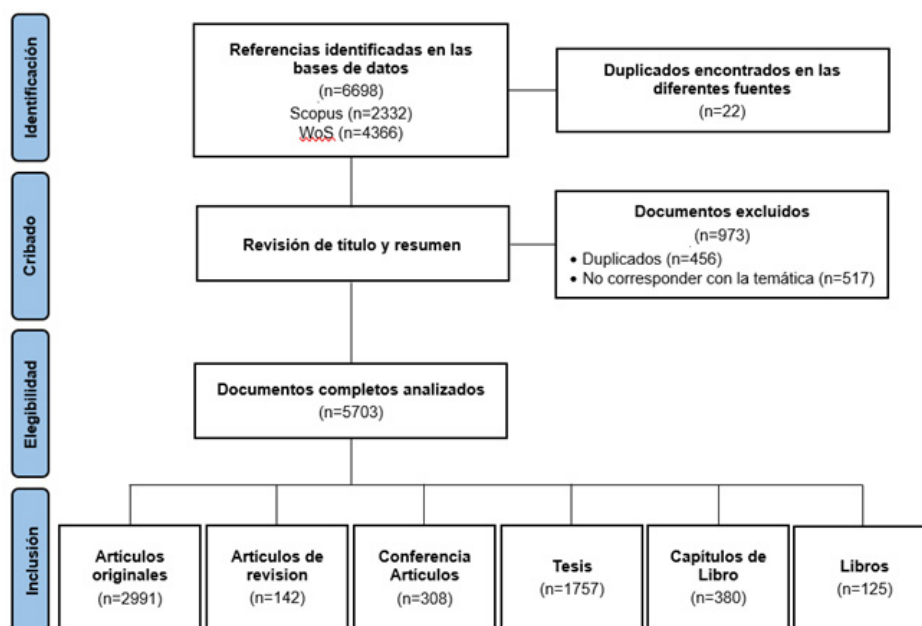 Identificación
Referencias identificadas en las
bases de datos
(n=6698)
Scopus (n=2332)
WoS (n=4366)
Duplicados encontrados en las
diferentes fuentes
(n=22)
Cribado
Revisión de título y resumen
Documentos excluidos
(n=973)
• Duplicados (n=456)
• No corresponder con la temática (n=517)
Elegibilidad
Documentos completos analizados
(n=5703)
Inclusión
Artículos
originales
(n=2991)
Artículos de
revision
(n=142)
Conferencia
Artículos
(n=308)
Tesis
(n=1757)
Capítulos de
Libro
(n=380)
Libros
(n=125)